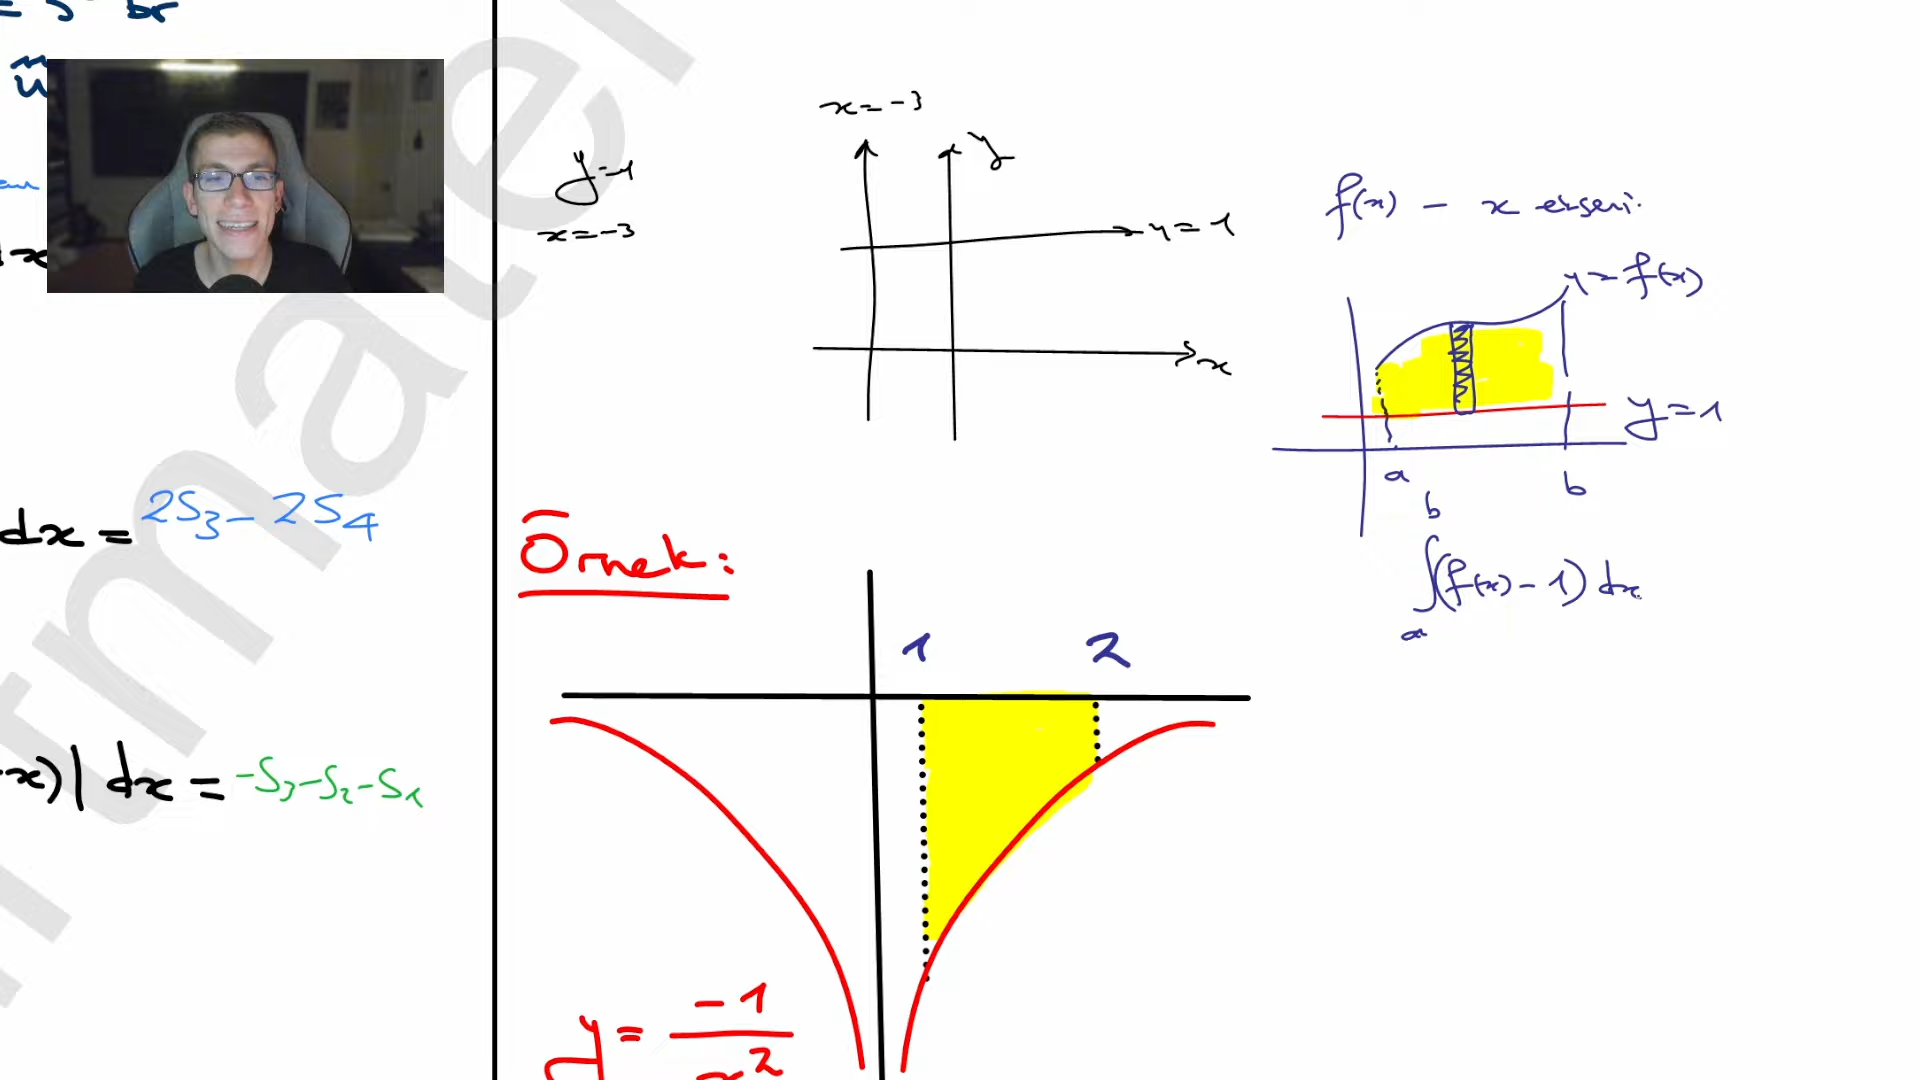 dx = 2S₃ - 2S₄
x)| dx = -S₃ - S₂ - S₁
y=1
x=-3
x=-3
y
y=1
x
f(x) - x ekseni.
y = f(x)
y=1
a
b
b
∫(f(x) - 1) dx
a
Örnek:
1
2
y = -1
x²